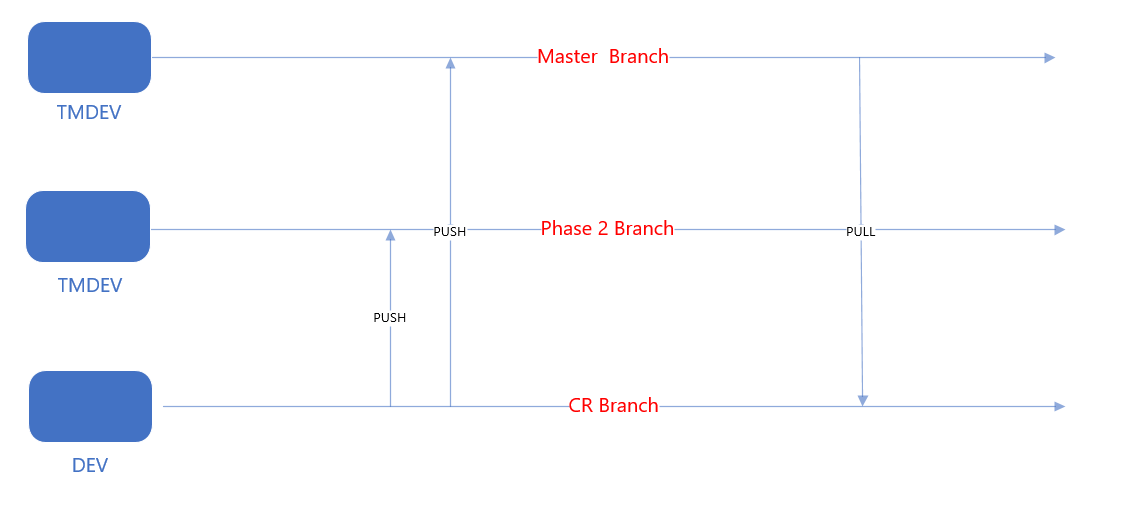 Master  Branch
TMDEV
PUSH
Phase 2 Branch
PULL
TMDEV
PUSH
CR Branch
DEV